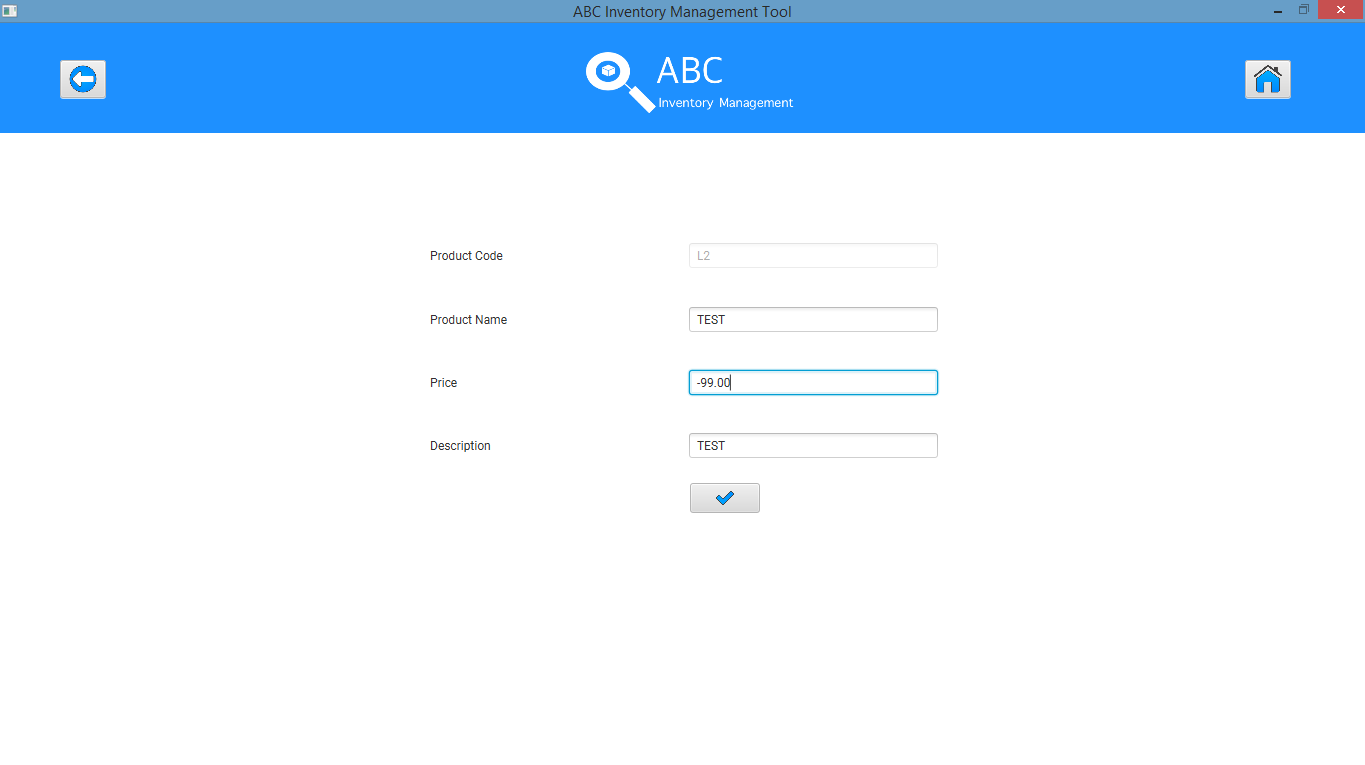 ABC Inventory Management Tool
ABC
Inventory Management
Product Code L2
Product Name TEST
Price -99.00
Description TEST